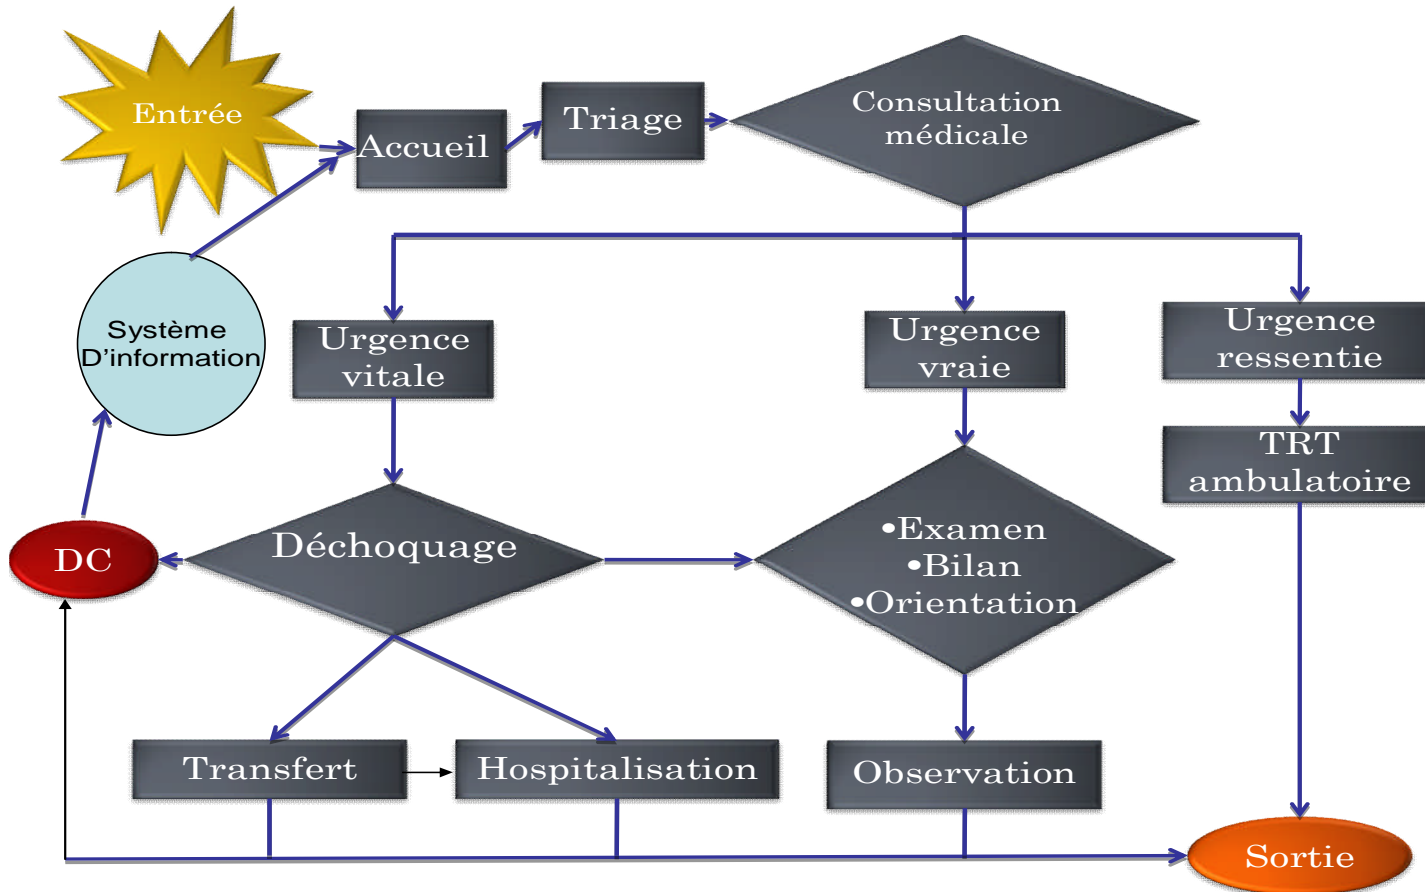 Entrée
Accueil
Triage
Consultation
médicale
Système
D'information
Urgence
vitale
Urgence
vraie
Urgence
ressentie
TRT
ambulatoire
DC
Déchoquage
•Examen
•Bilan
•Orientation
Transfert
Hospitalisation
Observation
Sortie